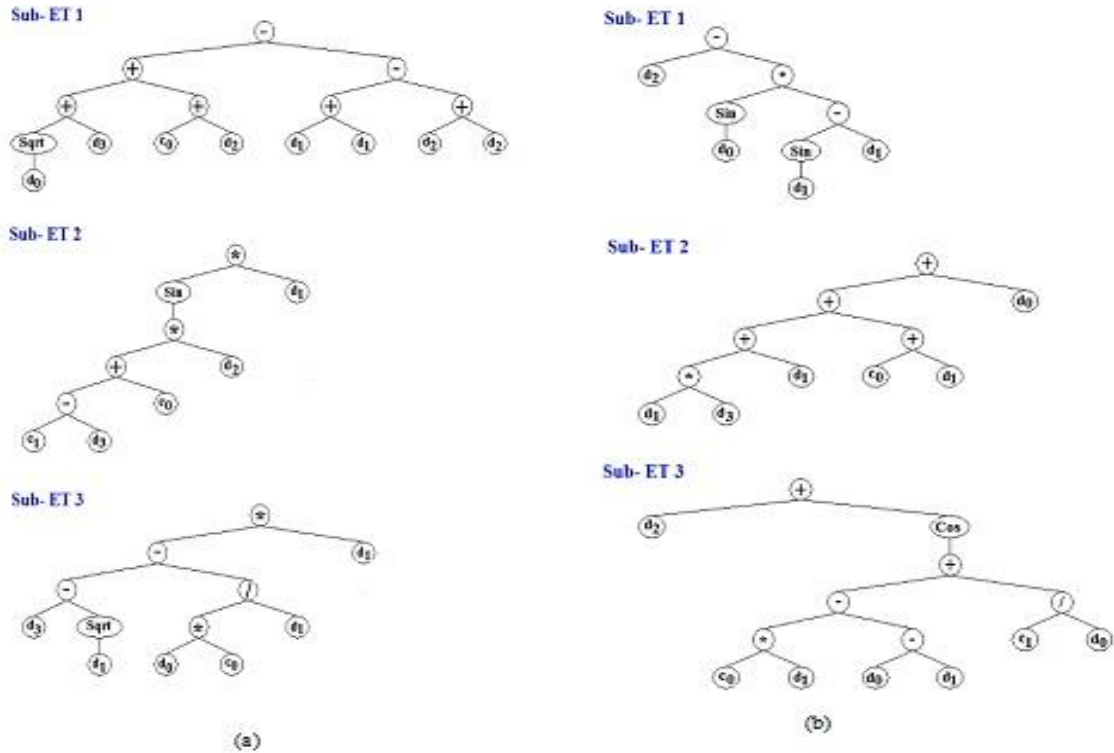 Sub- ET 1
-
+ -
+ + + +
Sqrt d3 c0 d2 d1 d1 d2 d2
d0
Sub- ET 2
*
Sin d1
*
+ d2
- c0
c1 d3
Sub- ET 3
*
- d1
- /
d3 Sqrt * d1
d1 d0 c0
(a)
Sub- ET 1
-
d2 *
Sin -
d0 Sin d1
d1
Sub- ET 2
+
+ d0
+ +
* d1 c0 d1
d1 d3
Sub- ET 3
+
d2 Cos
+
- /
* - c1 d0
c0 d1 d0 d1
(b)